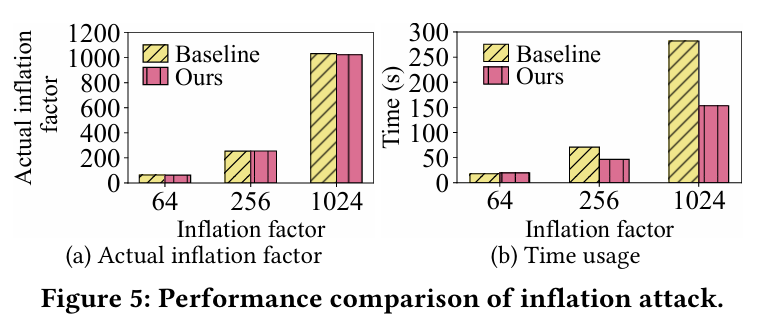 Actual inflation
factor
1200
1000
800
600
400
200
0
Baseline
Ours
64 256 1024
Inflation factor
(a) Actual inflation factor
Time (s)
300
250
200
150
100
50
0
Baseline
Ours
64 256 1024
Inflation factor
(b) Time usage
Figure 5: Performance comparison of inflation attack.